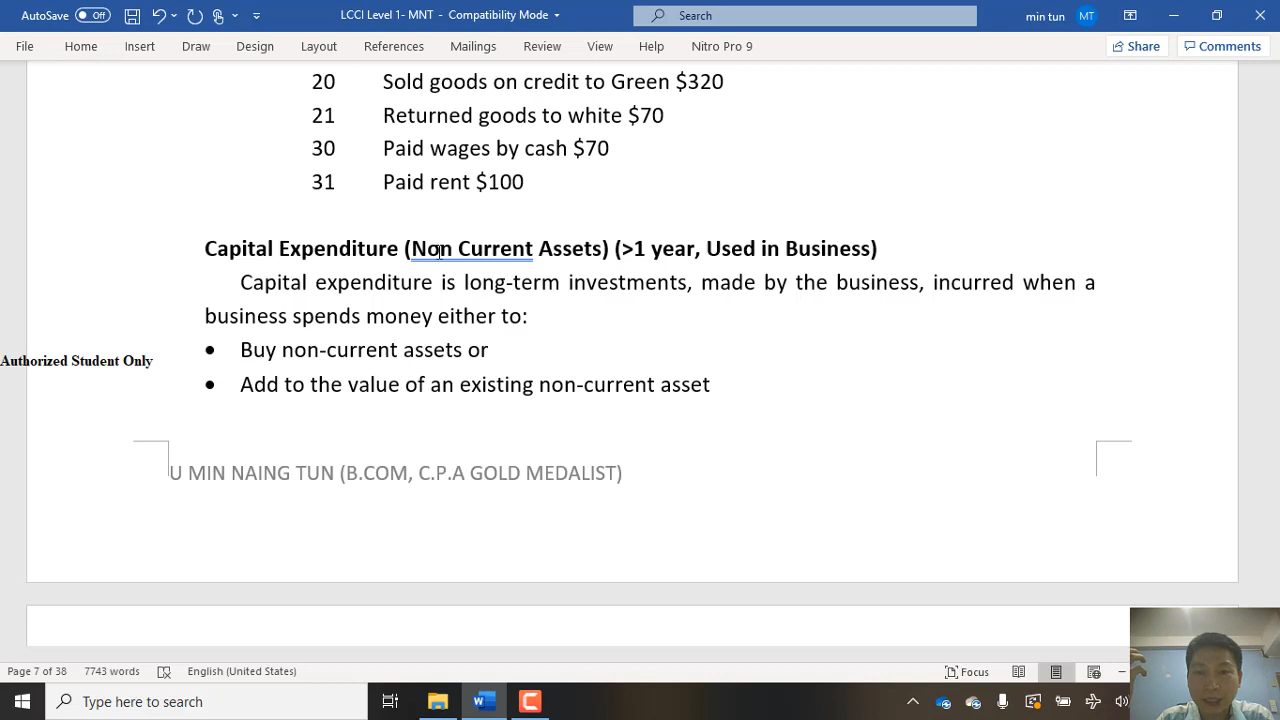 AutoSave Off
LCCI Level 1- MNT - Compatibility Mode
Search
min tun MT
File Home Insert Draw Design Layout References Mailings Review View Help Nitro Pro 9 Share Comments
20 Sold goods on credit to Green $320
21 Returned goods to white $70
30 Paid wages by cash $70
31 Paid rent $100
Capital Expenditure (Non Current Assets) (>1 year, Used in Business)
Capital expenditure is long-term investments, made by the business, incurred when a
business spends money either to:
• Buy non-current assets or
Authorized Student Only
• Add to the value of an existing non-current asset
U MIN NAING TUN (B.COM, C.P.A GOLD MEDALIST)
Page 7 of 38 7743 words English (United States) Focus
Type here to search